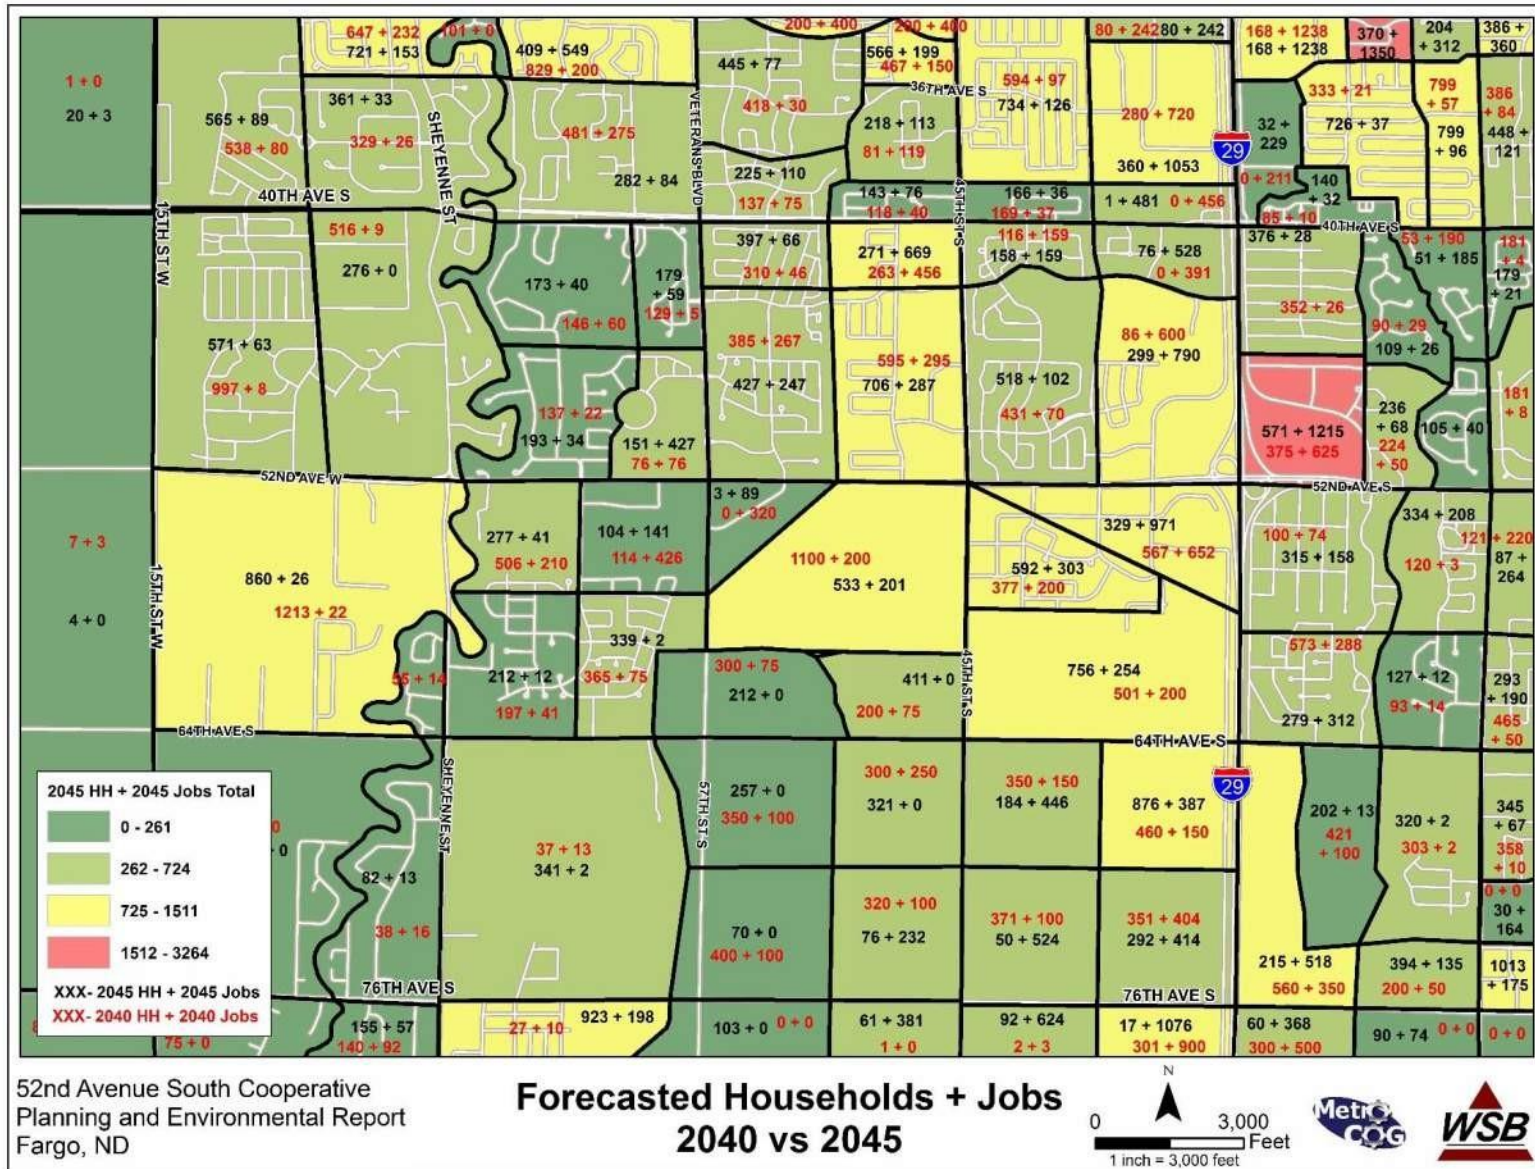 647 + 232
101 + 0
200 + 400
200 + 400
80 + 242
80 + 242
168 + 1238
370 +
1350
204
+ 312
386 +
360
721 + 153
409 + 549
829 + 200
445 + 77
566 + 199
467 + 150
594 + 97
168 + 1238
1 + 0
20 + 3
565 + 89
538 + 80
361 + 33
329 + 26
SHEYENNE ST
481 + 275
282 + 84
VETERANS BLVD
418 + 30
36TH AVE S
218 + 113
81 + 119
734 + 126
280 + 720
360 + 1053
29
32 +
229
333 + 21
726 + 37
799
+ 57
799
+ 96
386
+ 84
448 +
121
40TH AVE S
225 + 110
137 + 75
143 + 76
118 + 40
45TH ST S
166 + 36
169 + 37
1 + 481
0 + 456
0 + 211
140
+ 32
85 + 10
40TH AVE S
15TH ST W
516 + 9
276 + 0
173 + 40
146 + 60
179
+ 59
129 + 5
397 + 66
310 + 46
271 + 669
263 + 456
116 + 159
158 + 159
76 + 528
0 + 391
376 + 28
352 + 26
53 + 190
51 + 185
181
+ 4
179
+ 21
571 + 63
997 + 8
385 + 267
427 + 247
595 + 295
706 + 287
518 + 102
431 + 70
86 + 600
299 + 790
90 + 29
109 + 26
137 + 22
193 + 34
151 + 427
76 + 76
571 + 1215
375 + 625
236
+ 68
224
+ 50
105 + 40
181
+ 8
52ND AVE W
52ND AVE S
7 + 3
4 + 0
15TH ST W
860 + 26
1213 + 22
277 + 41
506 + 210
104 + 141
114 + 426
3 + 89
0 + 320
1100 + 200
533 + 201
329 + 971
567 + 652
592 + 303
377 + 200
100 + 74
315 + 158
334 + 208
120 + 3
121 + 220
87 +
264
55 + 14
212 + 12
197 + 41
339 + 2
365 + 75
300 + 75
212 + 0
411 + 0
200 + 75
45TH ST S
756 + 254
501 + 200
573 + 288
279 + 312
127 + 12
93 + 14
293
+ 190
465
+ 50
64TH AVE S
64TH AVE S
2045 HH + 2045 Jobs Total
0 - 261
262 - 724
725 - 1511
1512 - 3264
XXX- 2045 HH + 2045 Jobs
XXX- 2040 HH + 2040 Jobs
SHEYENNE ST
82 + 13
38 + 16
37 + 13
341 + 2
57TH ST S
257 + 0
350 + 100
300 + 250
321 + 0
350 + 150
184 + 446
876 + 387
460 + 150
29
202 + 13
421
+ 100
320 + 2
303 + 2
345
+ 67
358
+ 10
0 + 0
30 +
164
70 + 0
400 + 100
320 + 100
76 + 232
371 + 100
50 + 524
351 + 404
292 + 414
215 + 518
560 + 350
394 + 135
200 + 50
1013
+ 175
76TH AVE S
76TH AVE S
75 + 0
155 + 57
140 + 92
27 + 10
923 + 198
103 + 0
0 + 0
61 + 381
1 + 0
92 + 624
2 + 3
17 + 1076
301 + 900
60 + 368
300 + 500
90 + 74
0 + 0
0 + 0
52nd Avenue South Cooperative
Planning and Environmental Report
Fargo, ND
Forecasted Households + Jobs
2040 vs 2045
N
0 3,000
Feet
1 inch = 3,000 feet
Metro
COG
WSB